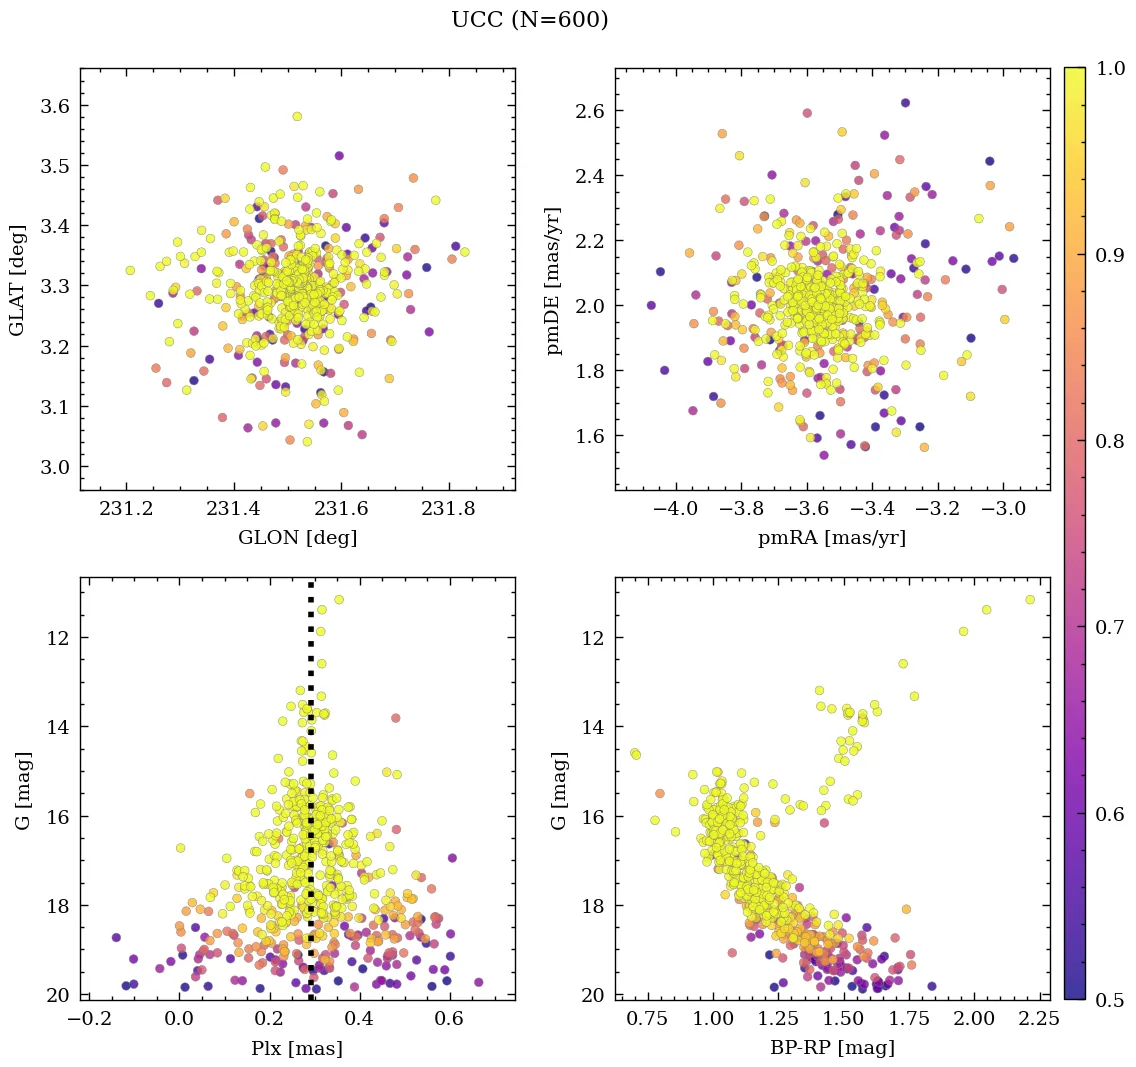 UCC (N=600)
3.6
3.5
3.4
3.3
3.2
3.1
3.0
GLAT [deg]
231.2 231.4 231.6 231.8
GLON [deg]
2.6
2.4
2.2
2.0
1.8
1.6
pmDE [mas/yr]
−4.0 −3.8 −3.6 −3.4 −3.2 −3.0
pmRA [mas/yr]
12
14
16
18
20
G [mag]
−0.2 0.0 0.2 0.4 0.6
Plx [mas]
12
14
16
18
20
G [mag]
0.75 1.00 1.25 1.50 1.75 2.00 2.25
BP-RP [mag]
1.0
0.9
0.8
0.7
0.6
0.5